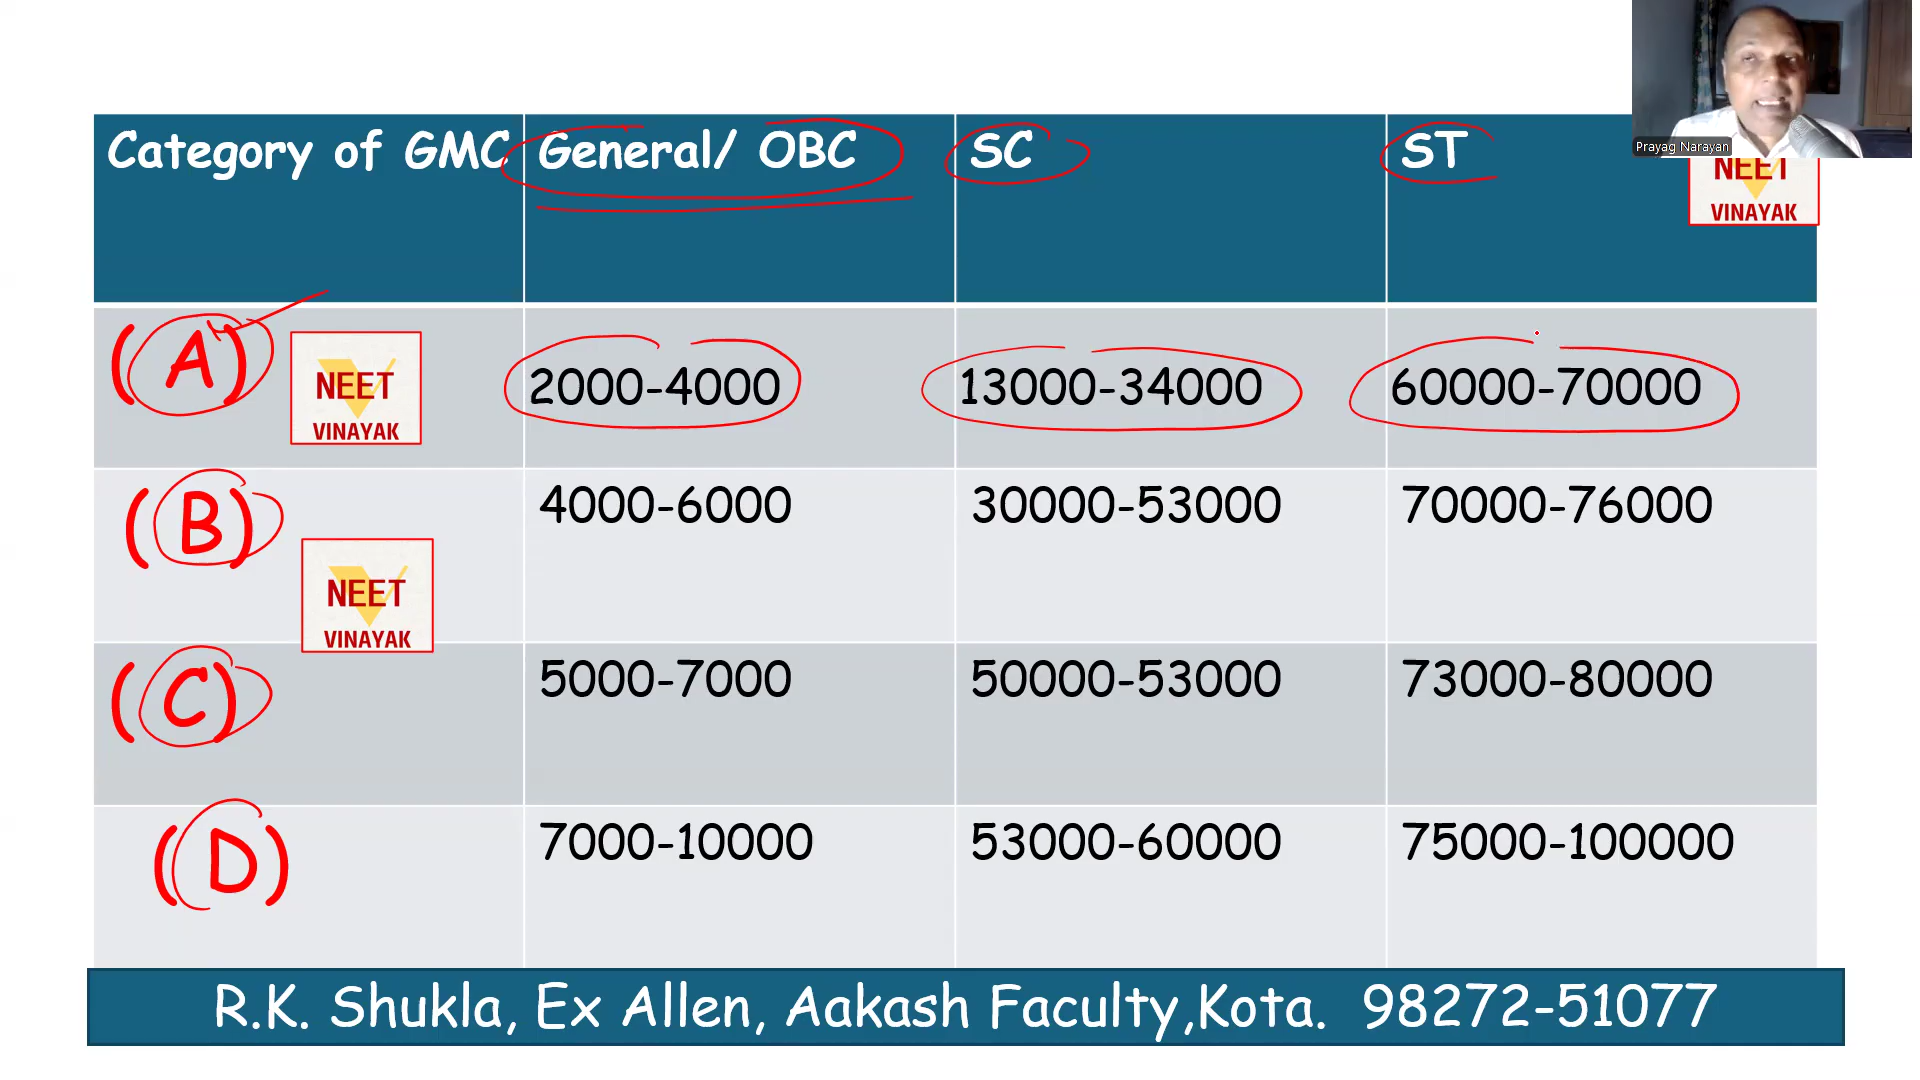 Prayag Narayan
Category of GMC General/ OBC SC ST
NEET
VINAYAK
(A) 2000-4000 13000-34000 60000-70000
NEET
VINAYAK
(B) 4000-6000 30000-53000 70000-76000
NEET
VINAYAK
(C) 5000-7000 50000-53000 73000-80000
(D) 7000-10000 53000-60000 75000-100000
R.K. Shukla, Ex Allen, Aakash Faculty,Kota. 98272-51077